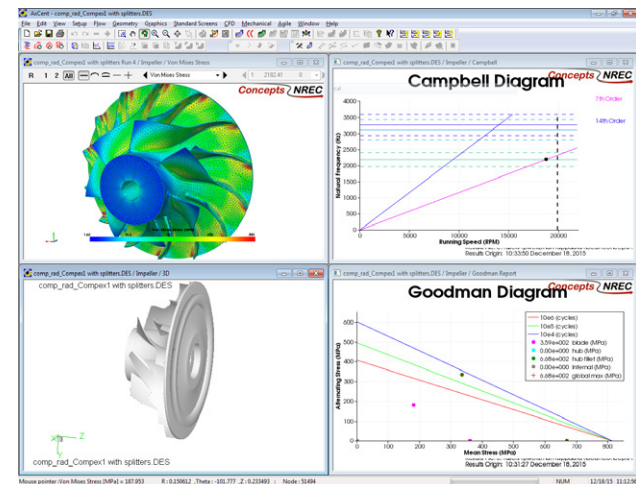 AxCent - comp_rad_Compex1 with splitters.DES
File Edit View Setup Flow Geometry Graphics Standard Screens CFD Mechanical Agile Window Help
comp_rad_Compex1 with splitters Run 4 / Impeller / Von Mises Stress
R 1 2 All Von Mises Stress 1 2182.41 0
Concepts NREC
comp_rad_Compex1 with splitters.DES / Impeller / Campbell
Campbell Diagram
Concepts NREC
7th Order
14th Order
Natural Frequency (Hz)
4000
3500
3000
2500
2000
1500
1000
500
0
0 5000 10000 15000 20000
Running Speed (RPM)
Results Origin: 10:33:50 December 18, 2015
comp_rad_Compex1 with splitters.DES / Impeller / 3D
comp_rad_Compex1 with splitters.DES
X Z
Y
comp_rad_Compex1 with splitters.DES
comp_rad_Compex1 with splitters.DES / Impeller / Goodman Report
Goodman Diagram
Concepts NREC
10e6 (cycles)
10e5 (cycles)
10e4 (cycles)
3.59e+002 blade (MPa)
0.00e+000 hub (MPa)
6.68e+002 hub fillet (MPa)
0.00e+000 internal (MPa)
6.68e+002 global max (MPa)
Alternating Stress (MPa)
600
500
400
300
200
100
0
0 100 200 300 400 500 600 700 800
Mean Stress (MPa)
Results Origin: 10:31:27 December 18, 2015
Mouse pointer :Von Mises Stress [MPa] = 187.953 R : 0.150612 ,Theta : -101.777 ,Z : 0.233493 : Node : 51494
NUM 12/18/15 11:12:56